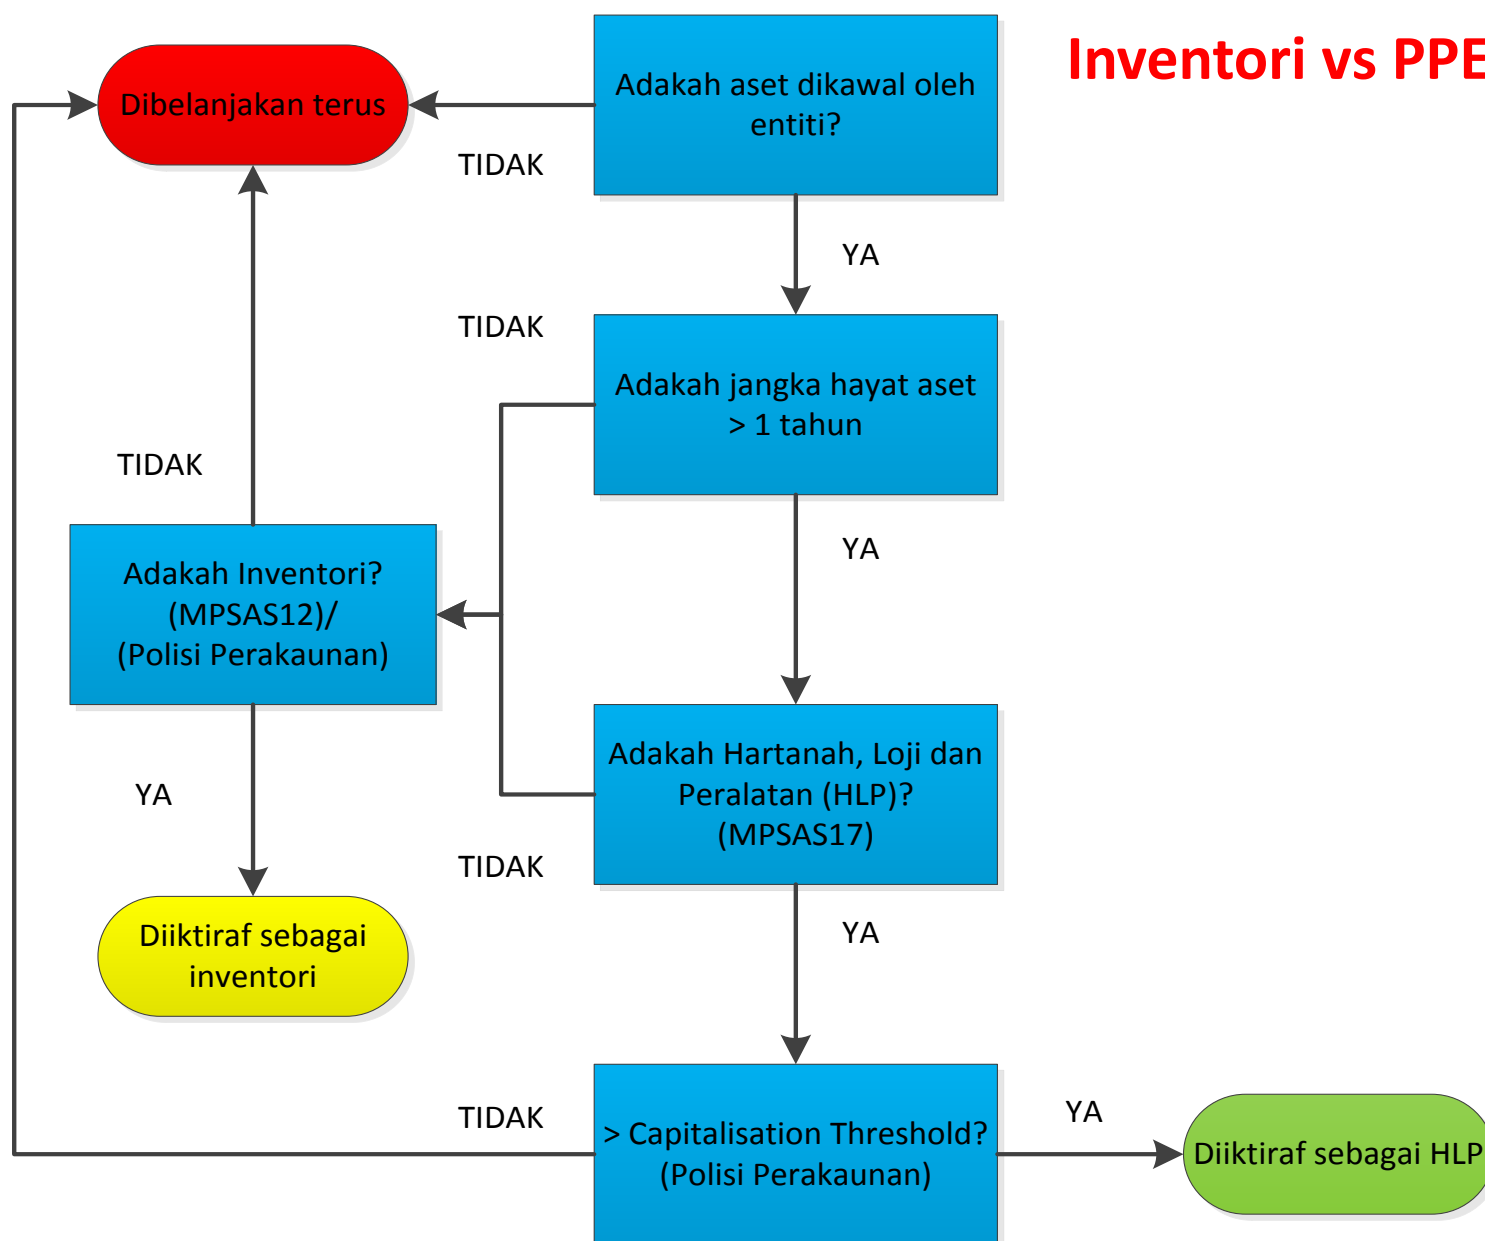 Inventori vs PPE
Dibelanjakan terus
Adakah aset dikawal oleh
entiti?
TIDAK
YA
TIDAK
Adakah jangka hayat aset
> 1 tahun
TIDAK
YA
Adakah Inventori?
(MPSAS12)/
(Polisi Perakaunan)
Adakah Hartanah, Loji dan
Peralatan (HLP)?
(MPSAS17)
YA
TIDAK
YA
Diiktiraf sebagai
inventori
TIDAK
> Capitalisation Threshold?
(Polisi Perakaunan)
YA
Diiktiraf sebagai HLP